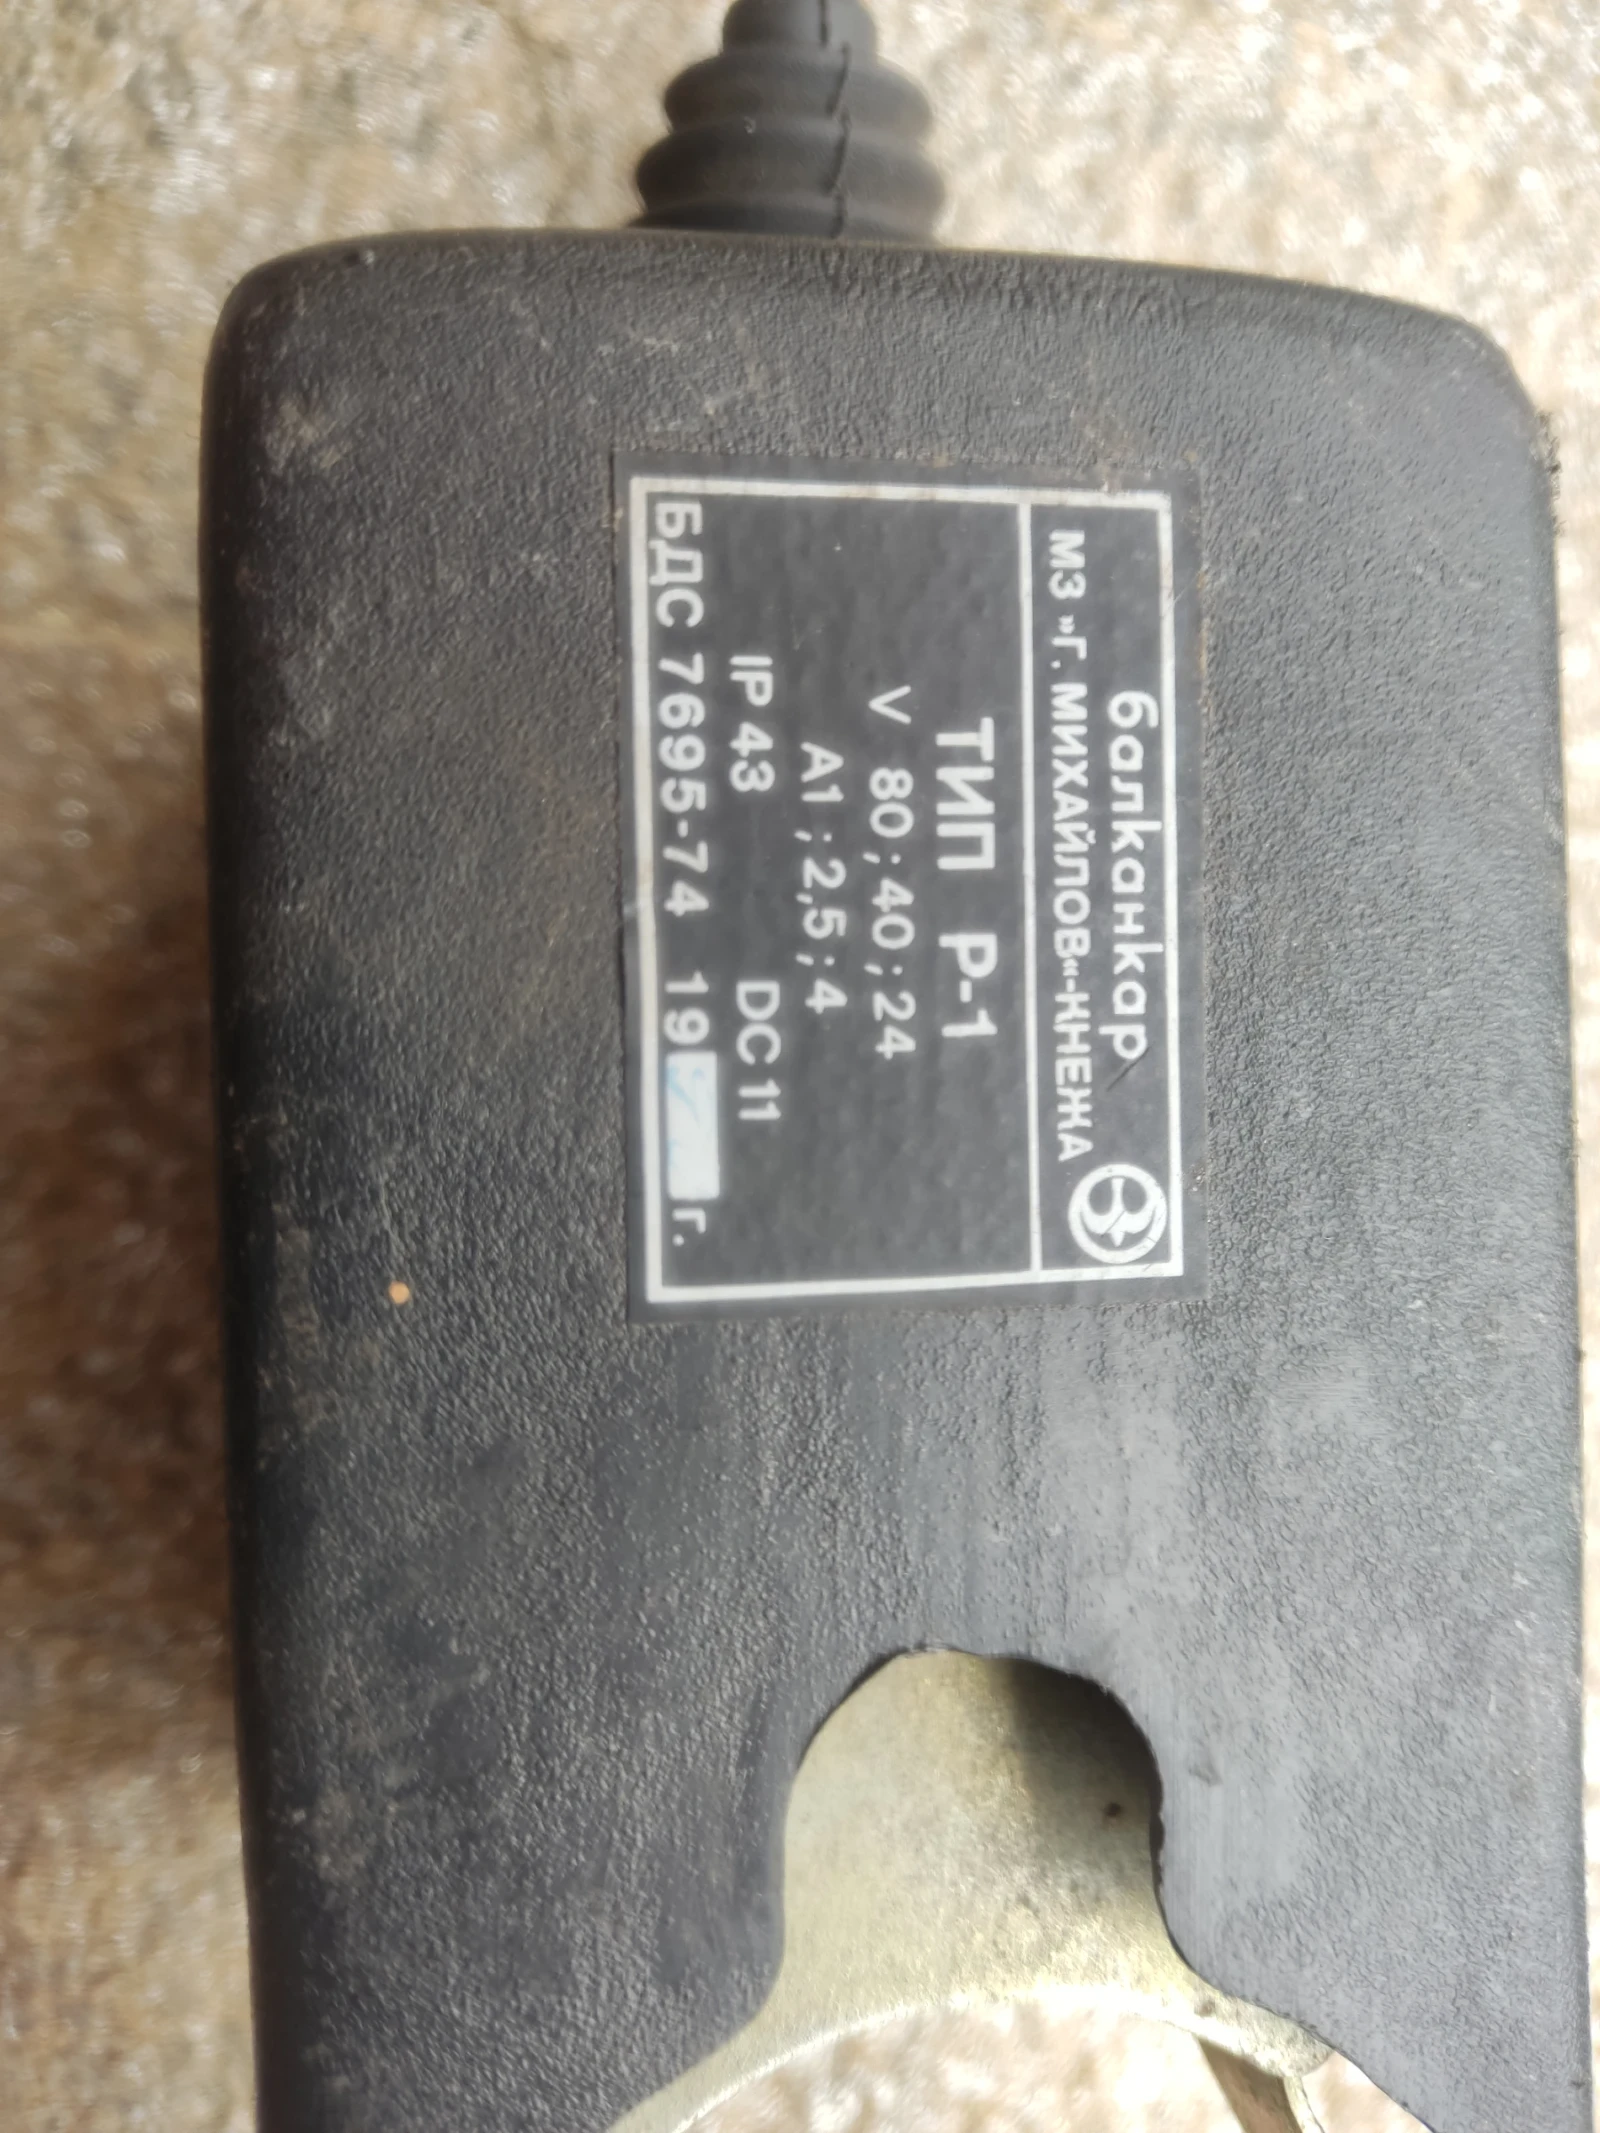 балканкар
МЗ »Г. МИХАЙЛОВ«-КНЕЖА
ТИП Р-1
V 80 ; 40 ; 24
A 1 ; 2,5 ; 4
IP 43 DC 11
БДС 7695-74 19 г.